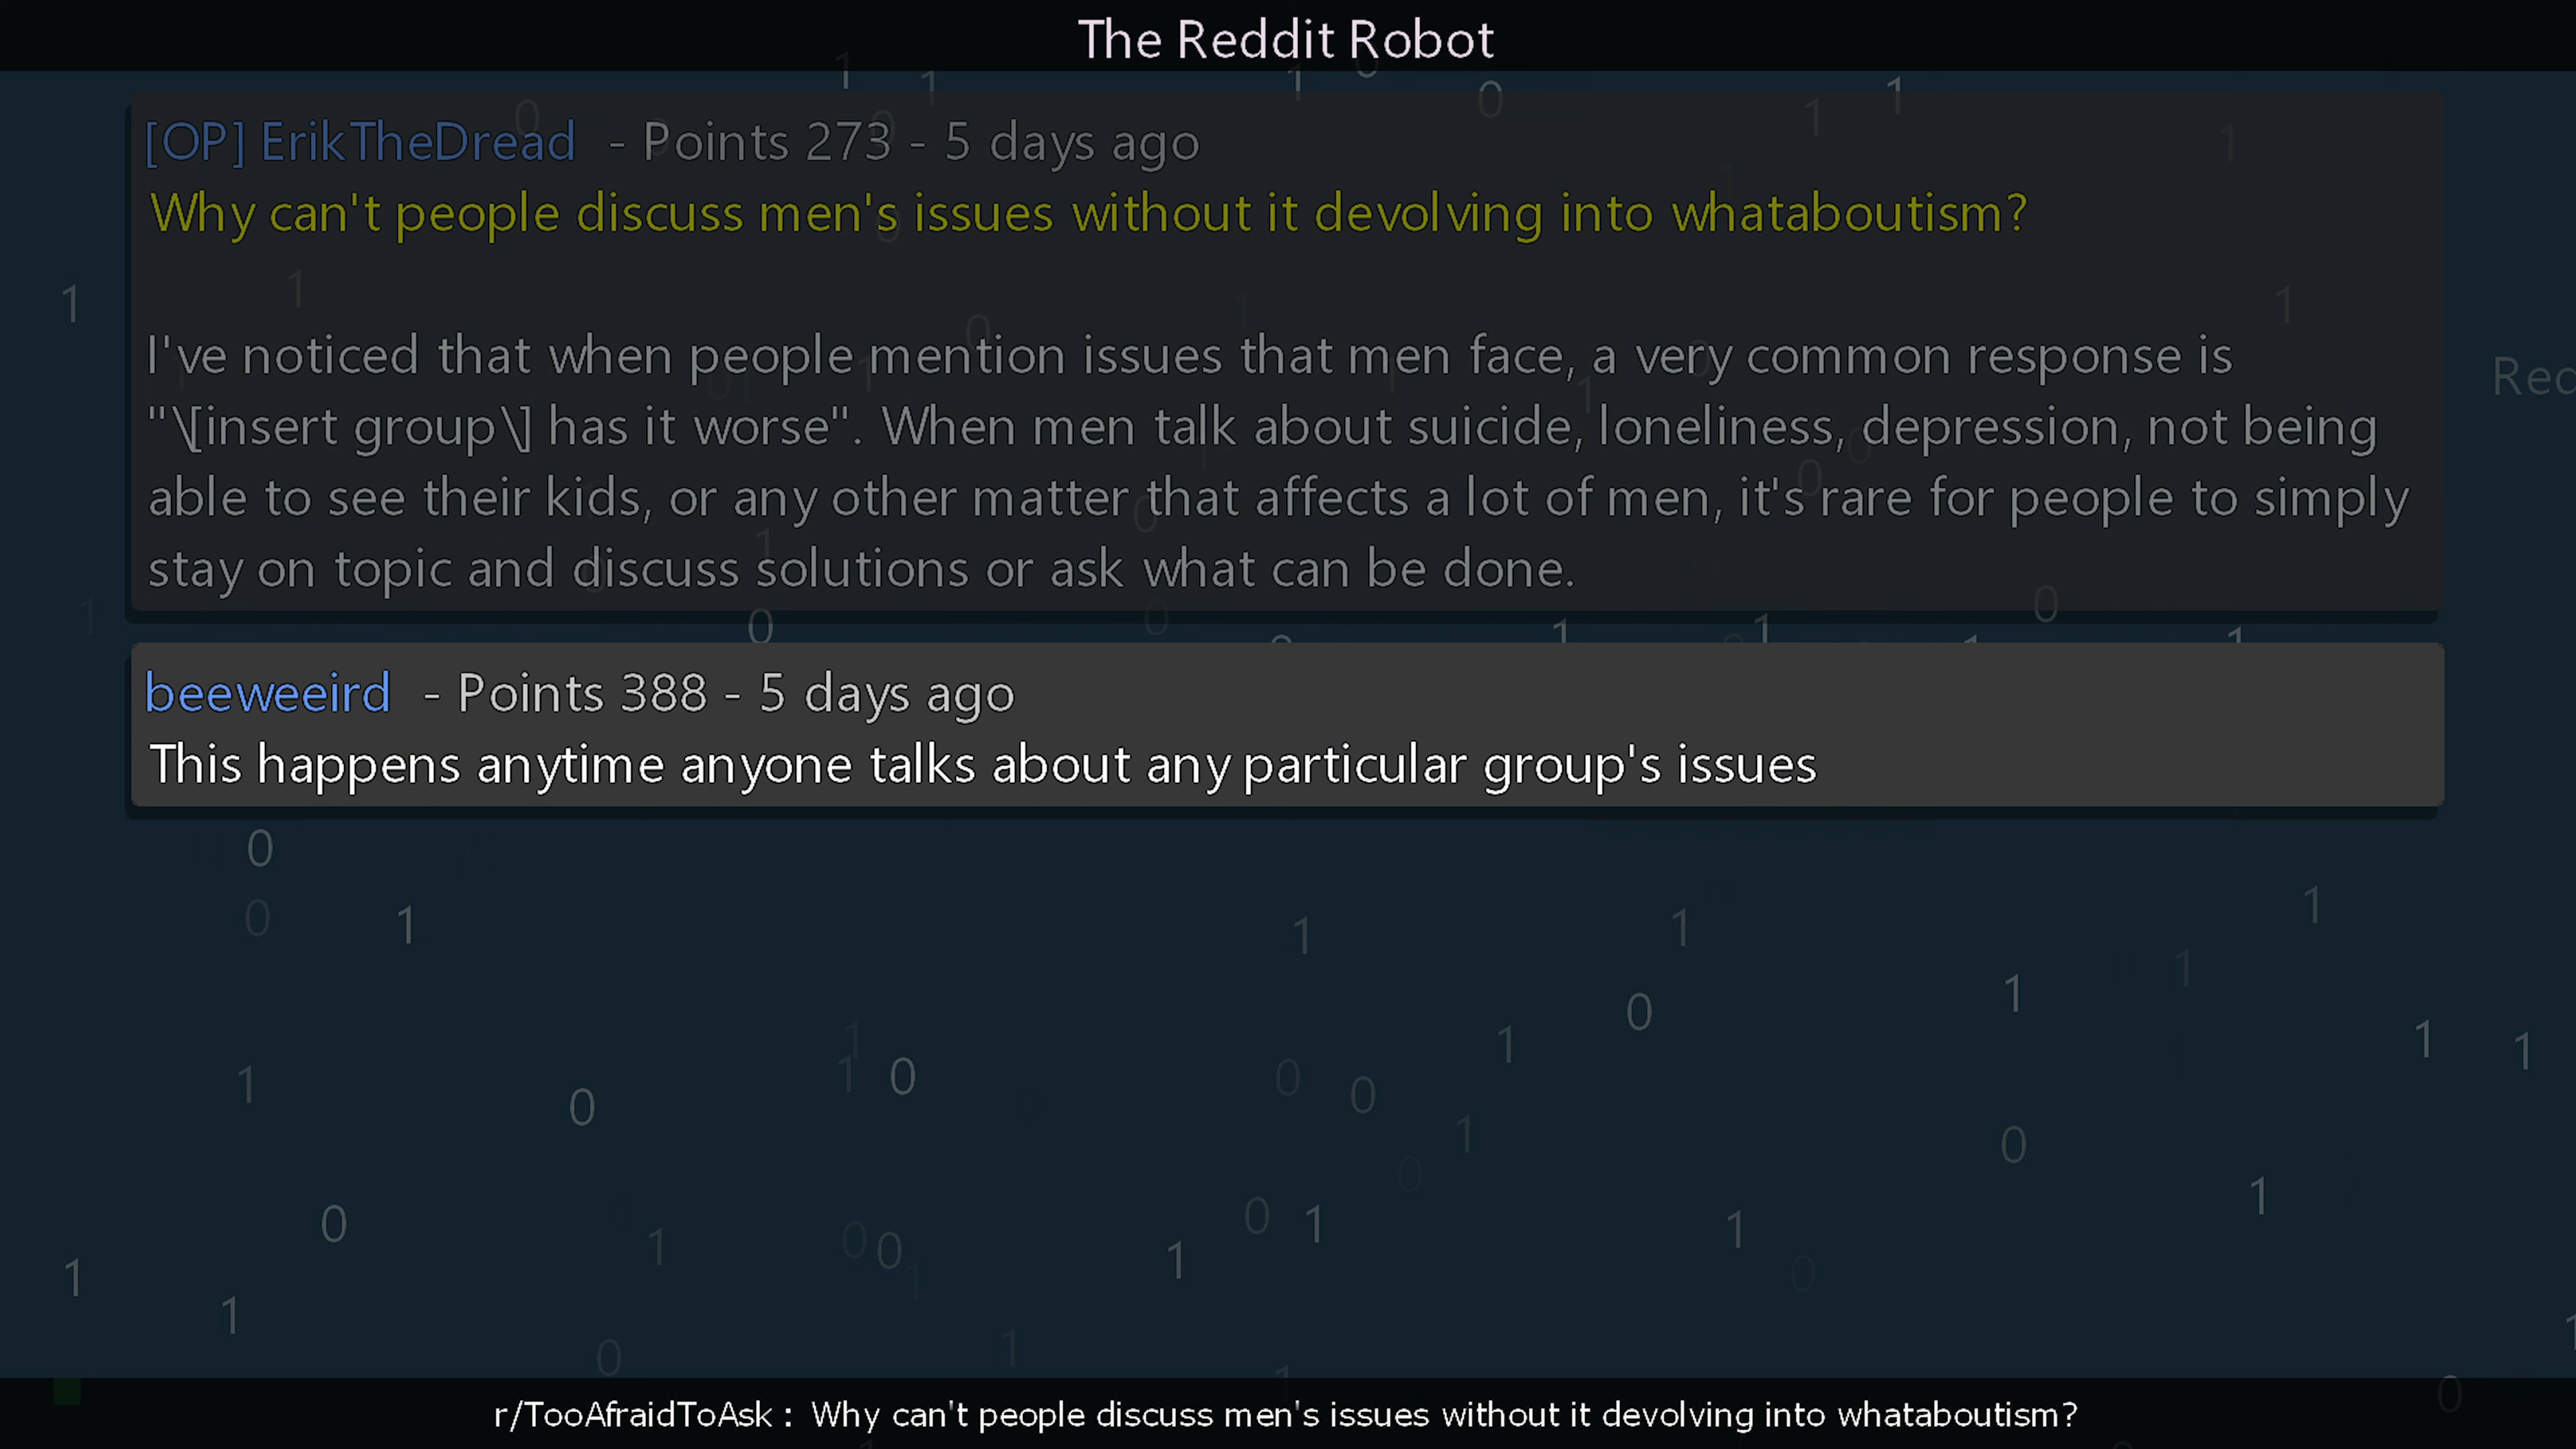 The Reddit Robot
[OP] ErikTheDread - Points 273 - 5 days ago
Why can't people discuss men's issues without it devolving into whataboutism?
I've noticed that when people mention issues that men face, a very common response is
"\[insert group\] has it worse". When men talk about suicide, loneliness, depression, not being
able to see their kids, or any other matter that affects a lot of men, it's rare for people to simply
stay on topic and discuss solutions or ask what can be done.
beeweeird - Points 388 - 5 days ago
This happens anytime anyone talks about any particular group's issues
r/TooAfraidToAsk : Why can't people discuss men's issues without it devolving into whataboutism?